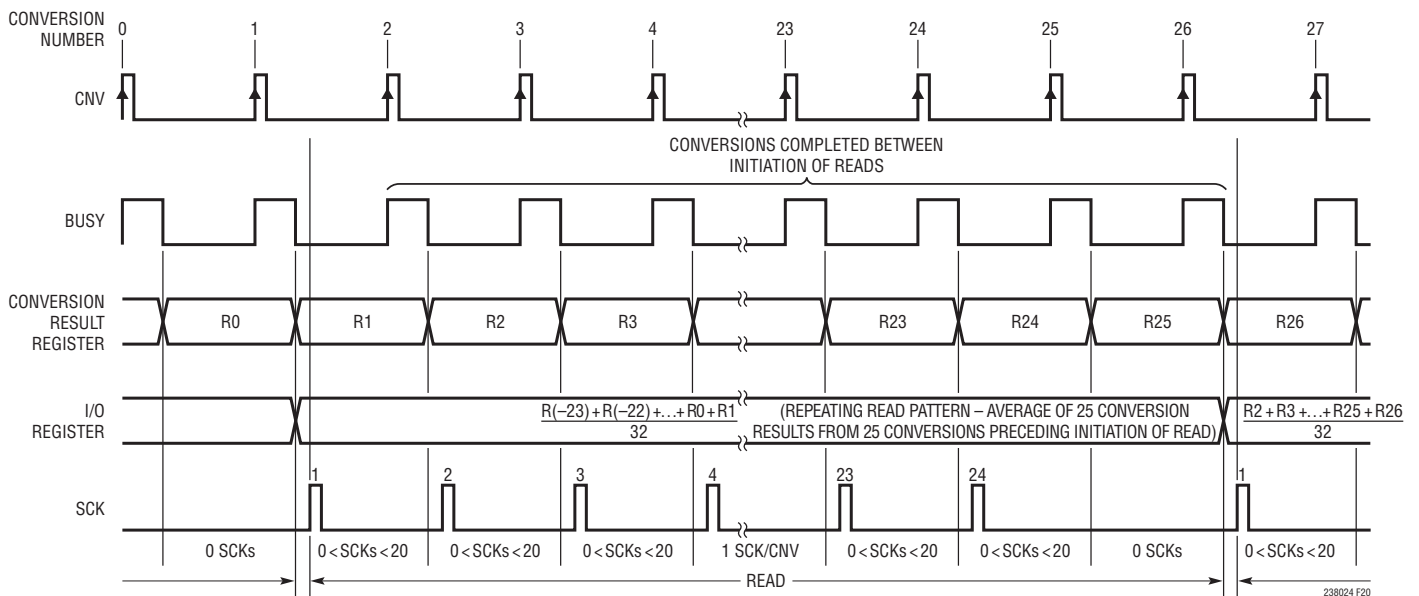 CONVERSION
NUMBER
0 1 2 3 4 23 24 25 26 27
CNV
CONVERSIONS COMPLETED BETWEEN
INITIATION OF READS
BUSY
CONVERSION
RESULT
REGISTER
R0 R1 R2 R3 R23 R24 R25 R26
I/O
REGISTER
R(–23)+R(–22)+...+R0+R1
32
(REPEATING READ PATTERN – AVERAGE OF 25 CONVERSION
RESULTS FROM 25 CONVERSIONS PRECEDING INITIATION OF READ)
R2+R3+...+R25+R26
32
SCK
1 2 3 4 23 24 1
0 SCKs 0<SCKs<20 0<SCKs<20 0<SCKs<20 1 SCK/CNV 0<SCKs<20 0<SCKs<20 0 SCKs 0<SCKs<20
READ
238024 F20